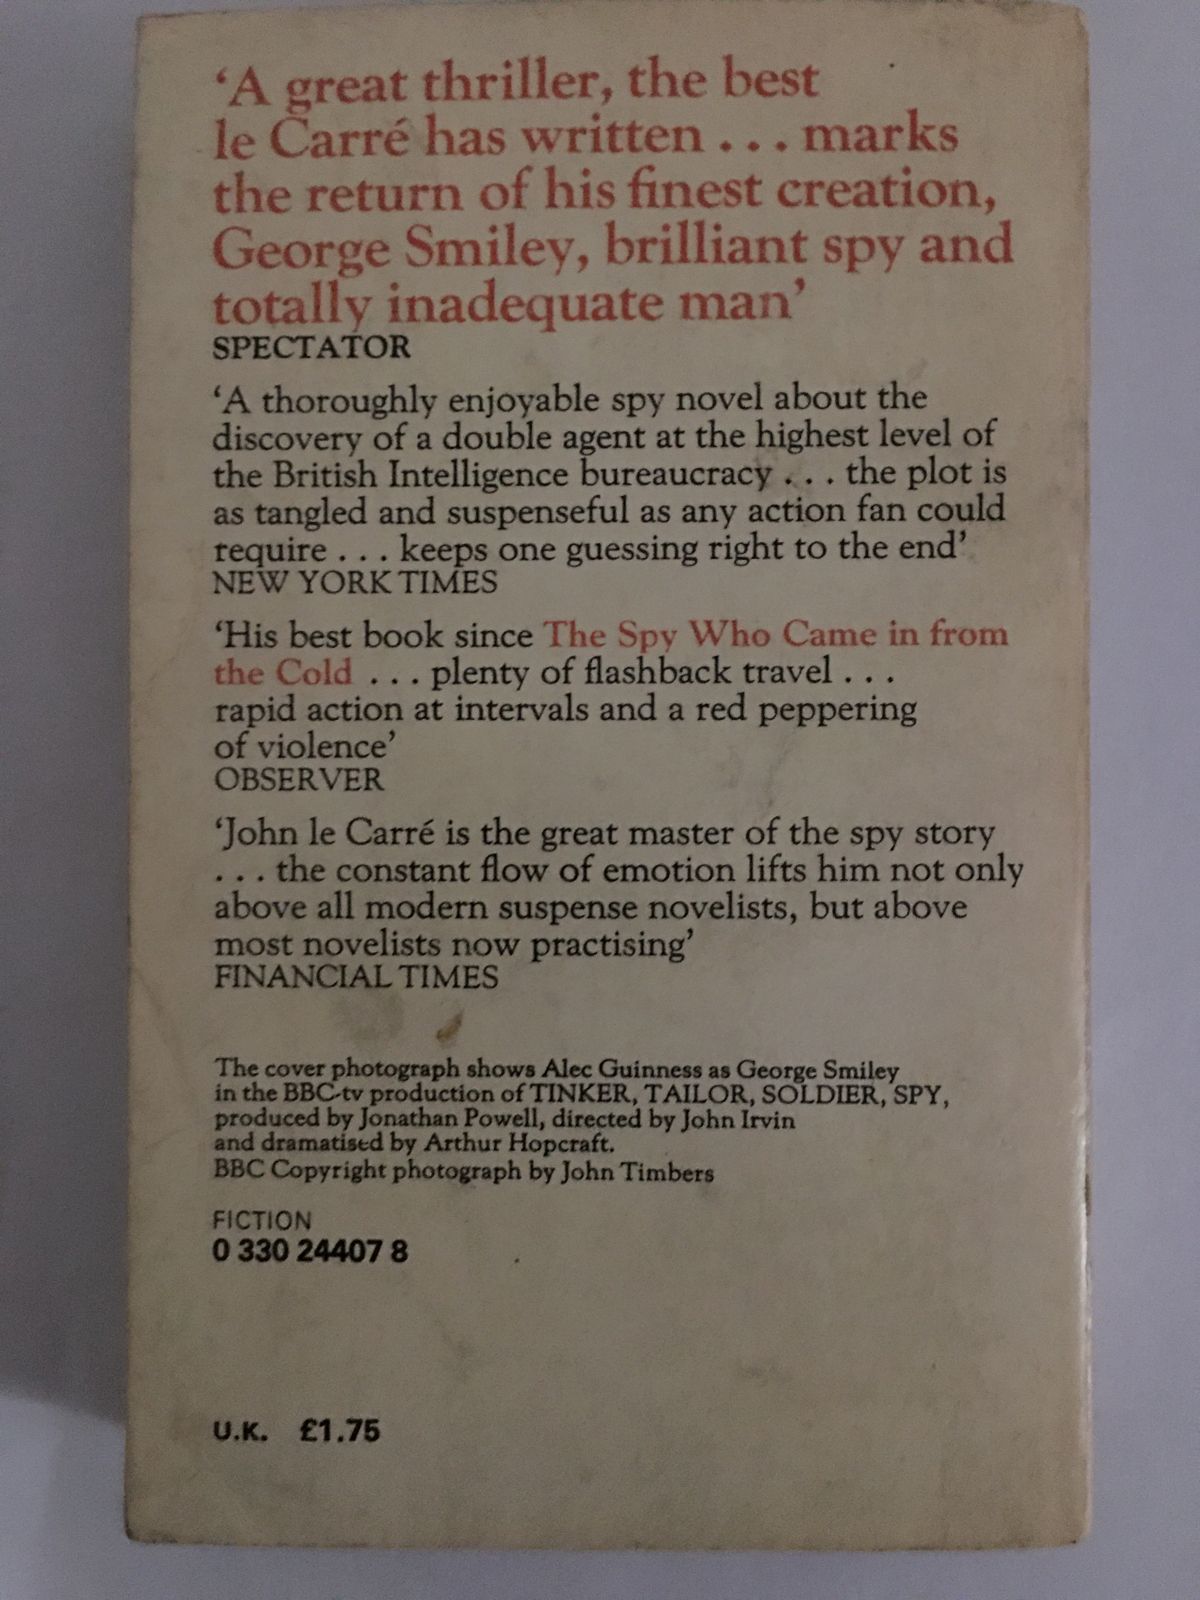 ‘A great thriller, the best
le Carré has written . . . marks
the return of his finest creation,
George Smiley, brilliant spy and
totally inadequate man’
SPECTATOR
‘A thoroughly enjoyable spy novel about the
discovery of a double agent at the highest level of
the British Intelligence bureaucracy . . . the plot is
as tangled and suspenseful as any action fan could
require . . . keeps one guessing right to the end’
NEW YORK TIMES
‘His best book since The Spy Who Came in from
the Cold . . . plenty of flashback travel . . .
rapid action at intervals and a red peppering
of violence’
OBSERVER
‘John le Carré is the great master of the spy story
. . . the constant flow of emotion lifts him not only
above all modern suspense novelists, but above
most novelists now practising’
FINANCIAL TIMES
The cover photograph shows Alec Guinness as George Smiley
in the BBC-tv production of TINKER, TAILOR, SOLDIER, SPY,
produced by Jonathan Powell, directed by John Irvin
and dramatised by Arthur Hopcraft.
BBC Copyright photograph by John Timbers
FICTION
0 330 24407 8
U.K. £1.75